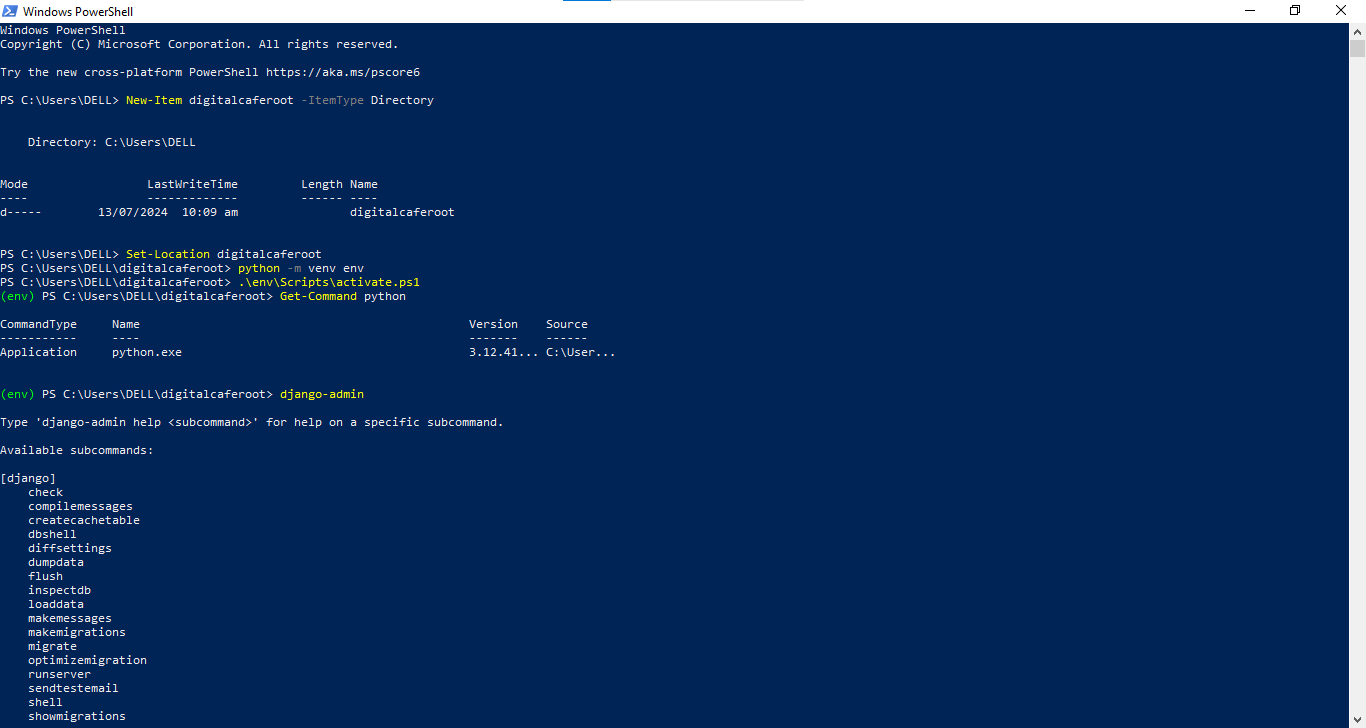 Windows PowerShell
Windows PowerShell
Copyright (C) Microsoft Corporation. All rights reserved.
Try the new cross-platform PowerShell https://aka.ms/pscore6
PS C:\Users\DELL> New-Item digitalcaferoot -ItemType Directory
Directory: C:\Users\DELL
Mode LastWriteTime Length Name
---- ------------- ------ ----
d----- 13/07/2024 10:09 am digitalcaferoot
PS C:\Users\DELL> Set-Location digitalcaferoot
PS C:\Users\DELL\digitalcaferoot> python -m venv env
PS C:\Users\DELL\digitalcaferoot> .\env\Scripts\activate.ps1
(env) PS C:\Users\DELL\digitalcaferoot> Get-Command python
CommandType Name Version Source
----------- ---- ------- ------
Application python.exe 3.12.41... C:\User...
(env) PS C:\Users\DELL\digitalcaferoot> django-admin
Type 'django-admin help <subcommand>' for help on a specific subcommand.
Available subcommands:
[django]
check
compilemessages
createcachetable
dbshell
diffsettings
dumpdata
flush
inspectdb
loaddata
makemessages
makemigrations
migrate
optimizemigration
runserver
sendtestemail
shell
showmigrations